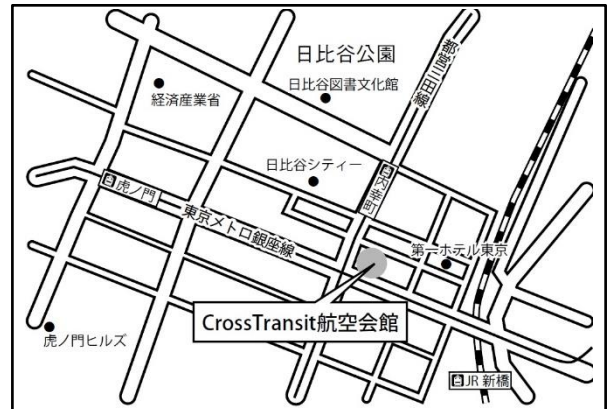 日比谷公園
日比谷図書文化館
都営三田線
経済産業省
日比谷シティー
内幸町
虎ノ門
東京メトロ銀座線
第一ホテル東京
CrossTransit航空会館
虎ノ門ヒルズ
JR 新橋